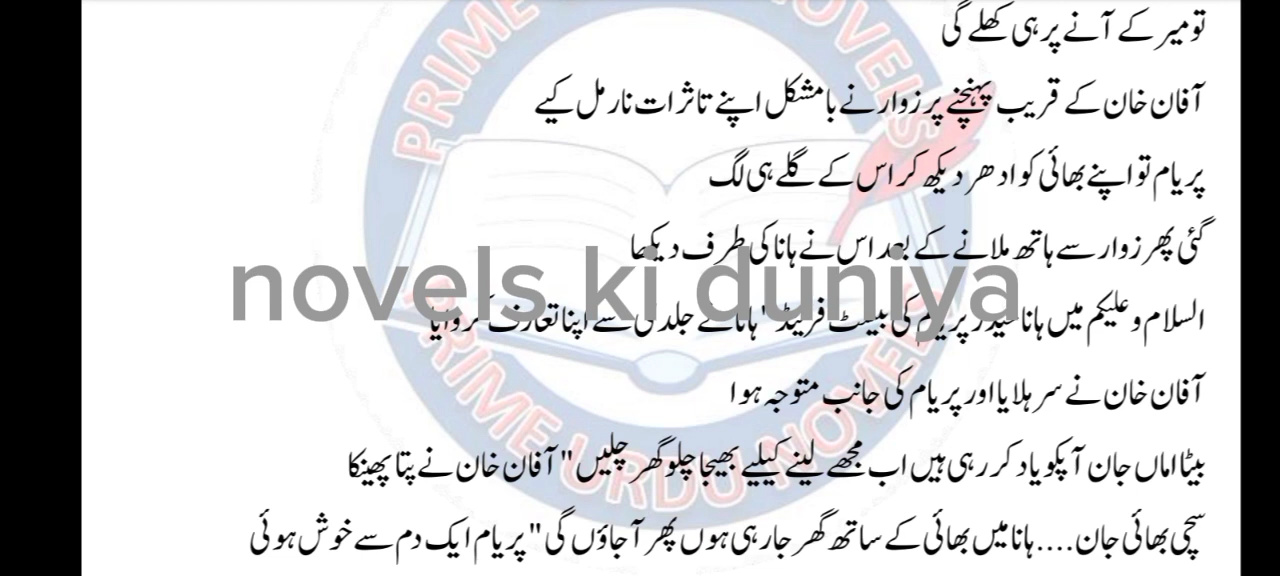 تو میر کے آنے پر ہی کھلے گی
آفان خان کے قریب پہنچنے پر زوار نے بامشکل اپنے تاثرات نارمل کیے
پریام تو اپنے بھائی کو ادھر دیکھ کر اس کے گلے ہی لگ
گئی پھر زوار سے ہاتھ ملانے کے بعد اس نے ہانا کی طرف دیکھا
novels ki duniya
السلام و علیکم میں ہانا حیدر پریام کی بیسٹ فرینڈ " ہانا نے جلدی سے اپنا تعارف کروایا
آفان خان نے سر ہلایا اور پریام کی جانب متوجہ ہوا
بیٹا اماں جان آپکو یاد کر رہی ہیں اب مجھے لینے کیلیے بھیجا چلو گھر چلیں" آفان خان نے پتا پھینکا
سچی بھائی جان.... ہانا میں بھائی کے ساتھ گھر جا رہی ہوں پھر آ جاؤں گی" پریام ایک دم سے خوش ہوئی
PRIME URDU NOVELS
PRIME URDU NOVELS